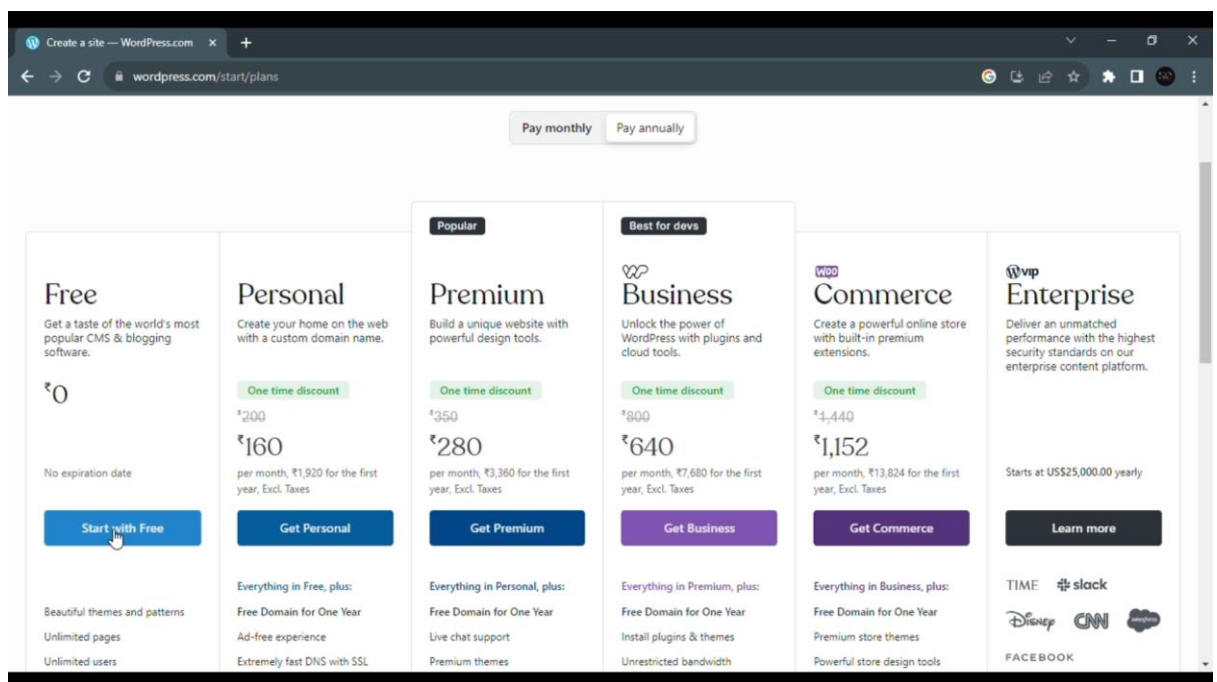 Create a site — WordPress.com
wordpress.com/start/plans
Pay monthly
Pay annually
Free
Get a taste of the world's most
popular CMS & blogging
software.
₹0
No expiration date
Start with Free
Beautiful themes and patterns
Unlimited pages
Unlimited users
Personal
Create your home on the web
with a custom domain name.
One time discount
₹200
₹160
per month, ₹1,920 for the first
year, Excl. Taxes
Get Personal
Everything in Free, plus:
Free Domain for One Year
Ad-free experience
Extremely fast DNS with SSL
Popular
Premium
Build a unique website with
powerful design tools.
One time discount
₹350
₹280
per month, ₹3,360 for the first
year, Excl. Taxes
Get Premium
Everything in Personal, plus:
Free Domain for One Year
Live chat support
Premium themes
Best for devs
Business
Unlock the power of
WordPress with plugins and
cloud tools.
One time discount
₹800
₹640
per month, ₹7,680 for the first
year, Excl. Taxes
Get Business
Everything in Premium, plus:
Free Domain for One Year
Install plugins & themes
Unrestricted bandwidth
WOO
Commerce
Create a powerful online store
with built-in premium
extensions.
One time discount
₹1,440
₹1,152
per month, ₹13,824 for the first
year, Excl. Taxes
Get Commerce
Everything in Business, plus:
Free Domain for One Year
Premium store themes
Powerful store design tools
vip
Enterprise
Deliver an unmatched
performance with the highest
security standards on our
enterprise content platform.
Starts at US$25,000.00 yearly
Learn more
TIME slack
Disney CNN salesforce
FACEBOOK